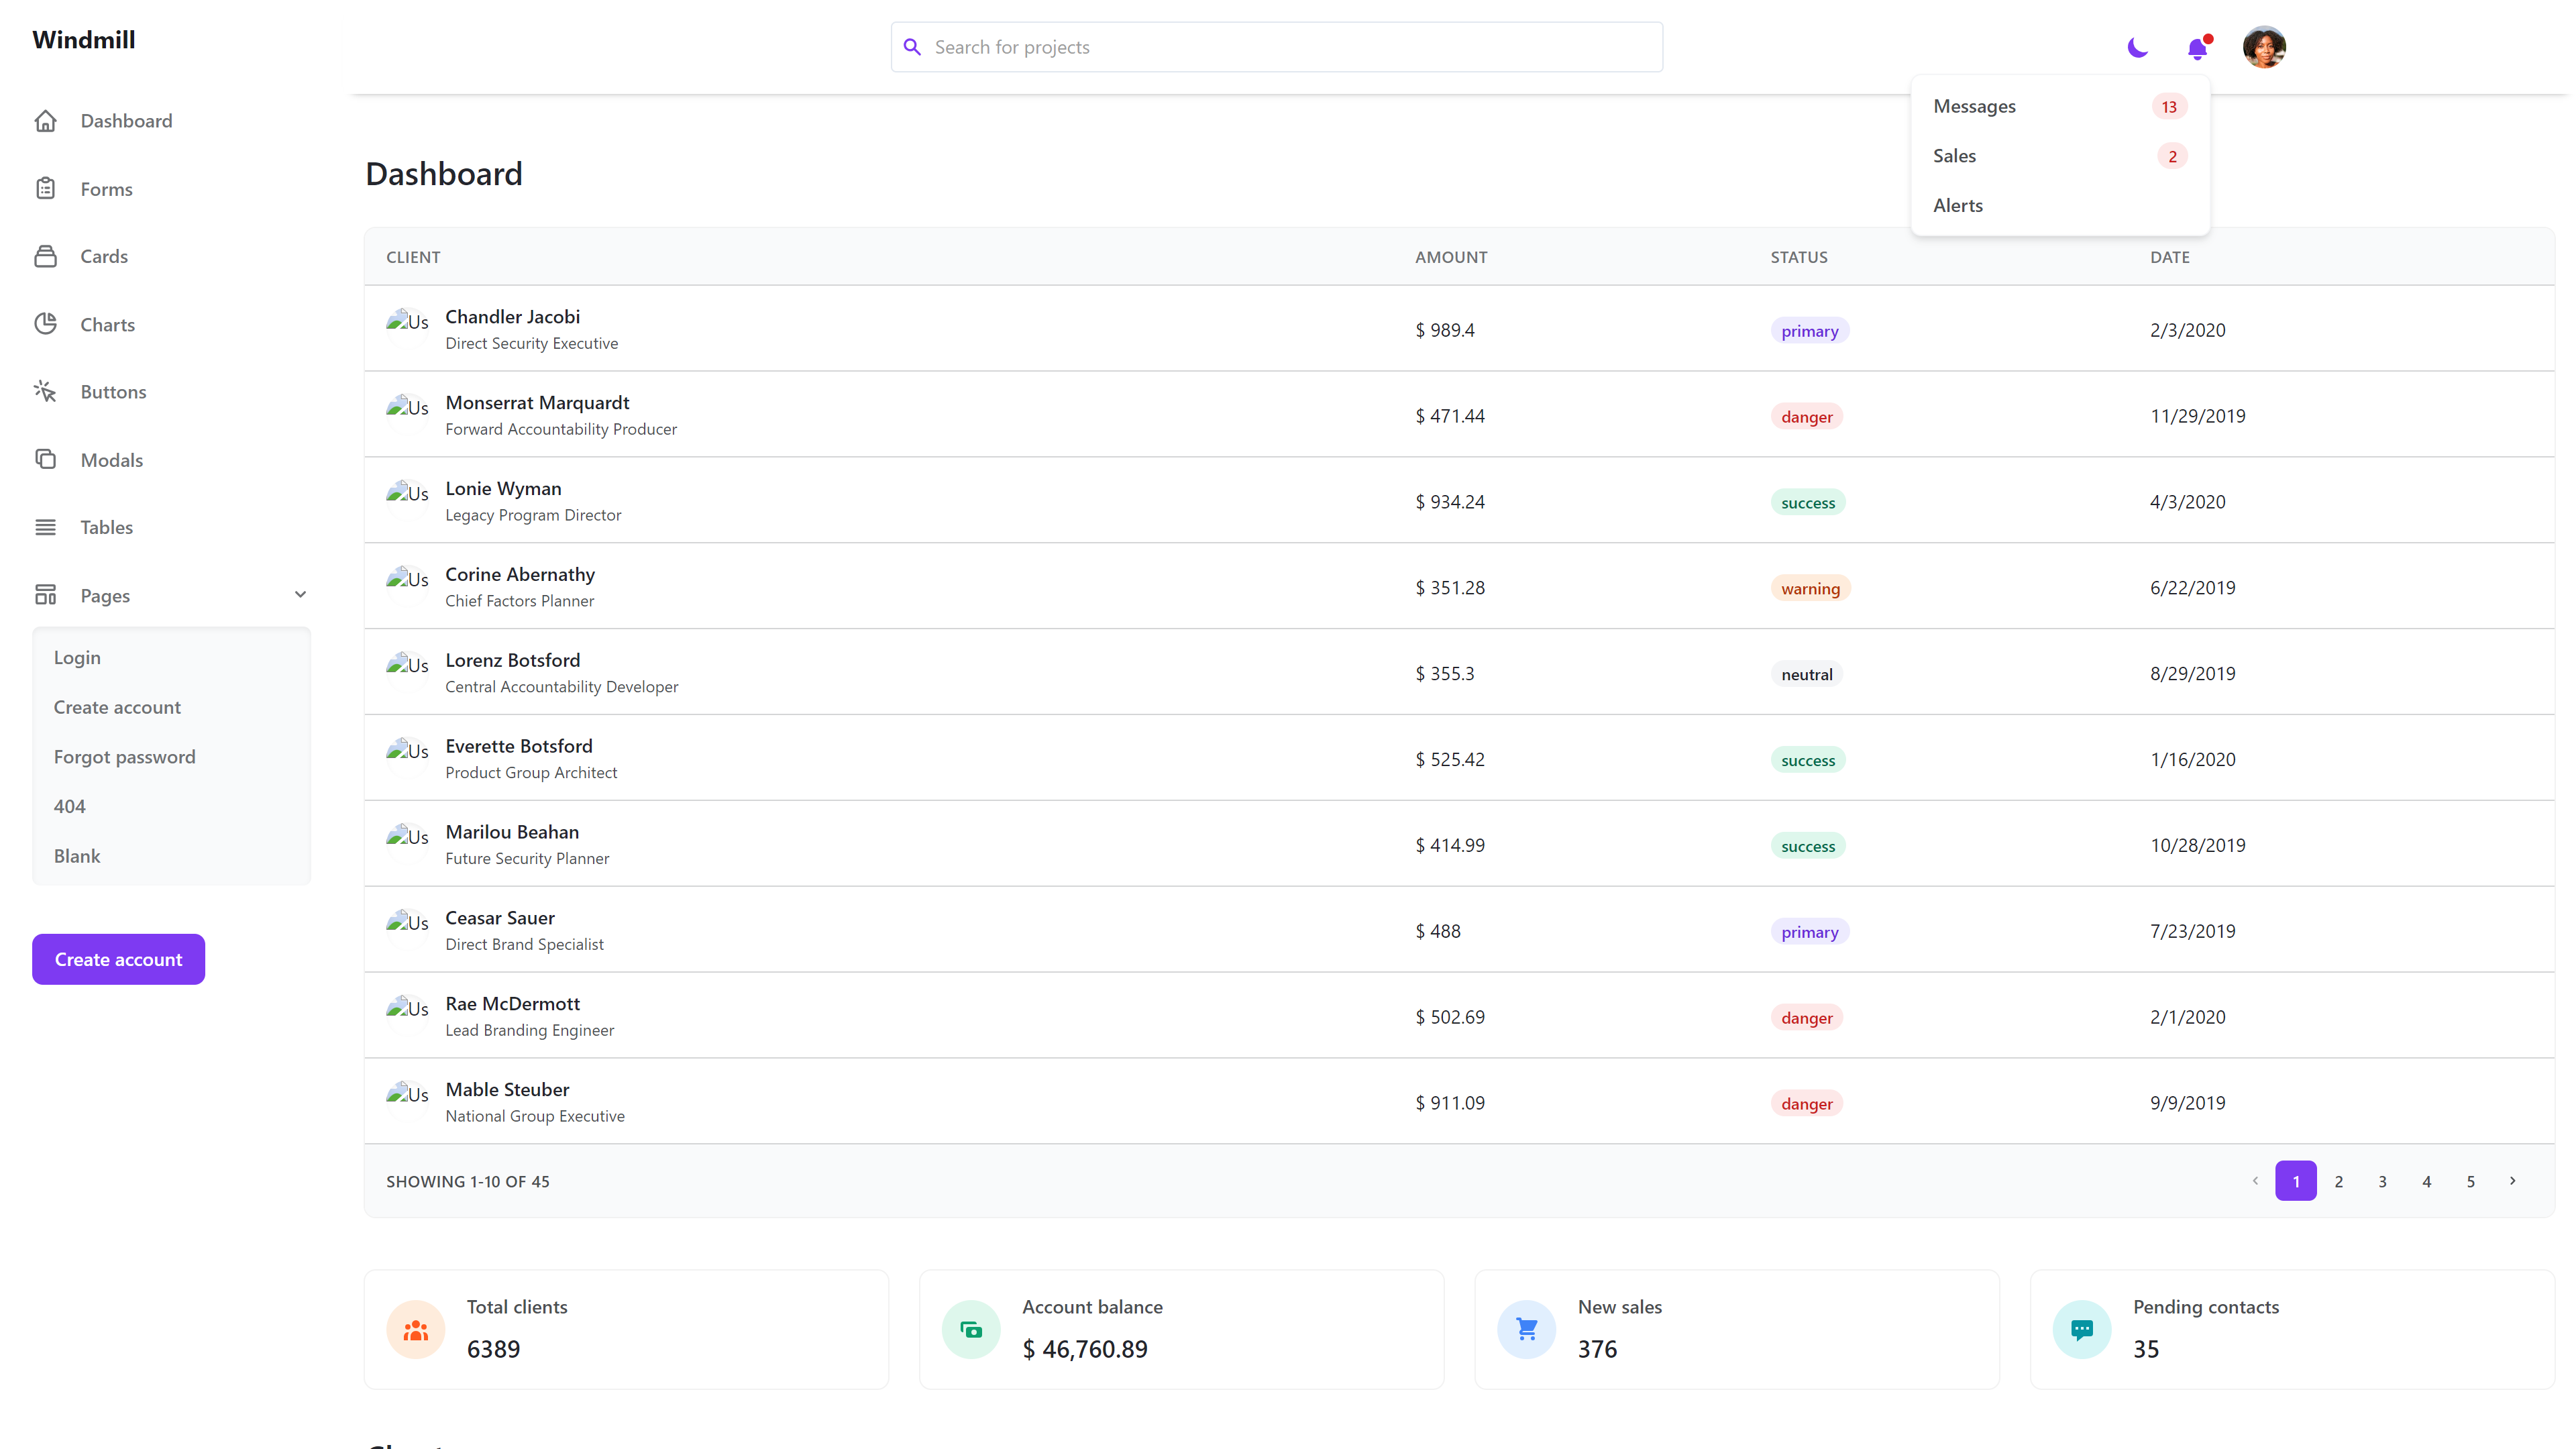 Windmill
Search for projects
Dashboard
Forms
Cards
Charts
Buttons
Modals
Tables
Pages
Login
Create account
Forgot password
404
Blank
Create account
Messages 13
Sales 2
Alerts
Dashboard
CLIENT AMOUNT STATUS DATE
Us Chandler Jacobi
Direct Security Executive
$ 989.4 primary 2/3/2020
Us Monserrat Marquardt
Forward Accountability Producer
$ 471.44 danger 11/29/2019
Us Lonie Wyman
Legacy Program Director
$ 934.24 success 4/3/2020
Us Corine Abernathy
Chief Factors Planner
$ 351.28 warning 6/22/2019
Us Lorenz Botsford
Central Accountability Developer
$ 355.3 neutral 8/29/2019
Us Everette Botsford
Product Group Architect
$ 525.42 success 1/16/2020
Us Marilou Beahan
Future Security Planner
$ 414.99 success 10/28/2019
Us Ceasar Sauer
Direct Brand Specialist
$ 488 primary 7/23/2019
Us Rae McDermott
Lead Branding Engineer
$ 502.69 danger 2/1/2020
Us Mable Steuber
National Group Executive
$ 911.09 danger 9/9/2019
SHOWING 1-10 OF 45
1 2 3 4 5
Total clients
6389
Account balance
$ 46,760.89
New sales
376
Pending contacts
35